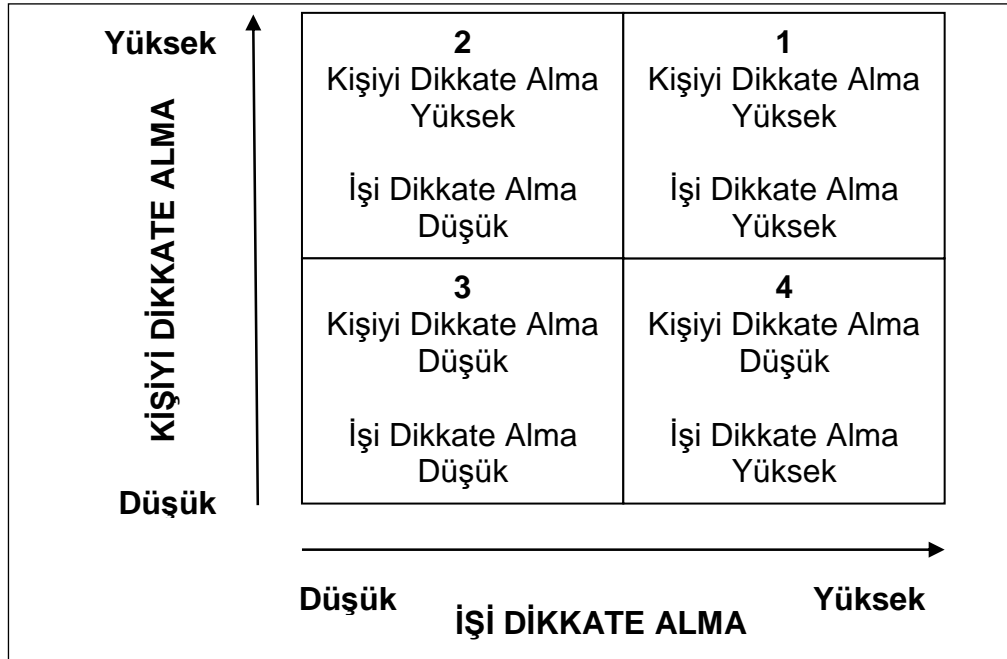 Yüksek
KİŞİYİ DİKKATE ALMA
Düşük
2
Kişiyi Dikkate Alma
Yüksek
İşi Dikkate Alma
Düşük
1
Kişiyi Dikkate Alma
Yüksek
İşi Dikkate Alma
Yüksek
3
Kişiyi Dikkate Alma
Düşük
İşi Dikkate Alma
Düşük
4
Kişiyi Dikkate Alma
Düşük
İşi Dikkate Alma
Yüksek
Düşük
Yüksek
İŞİ DİKKATE ALMA